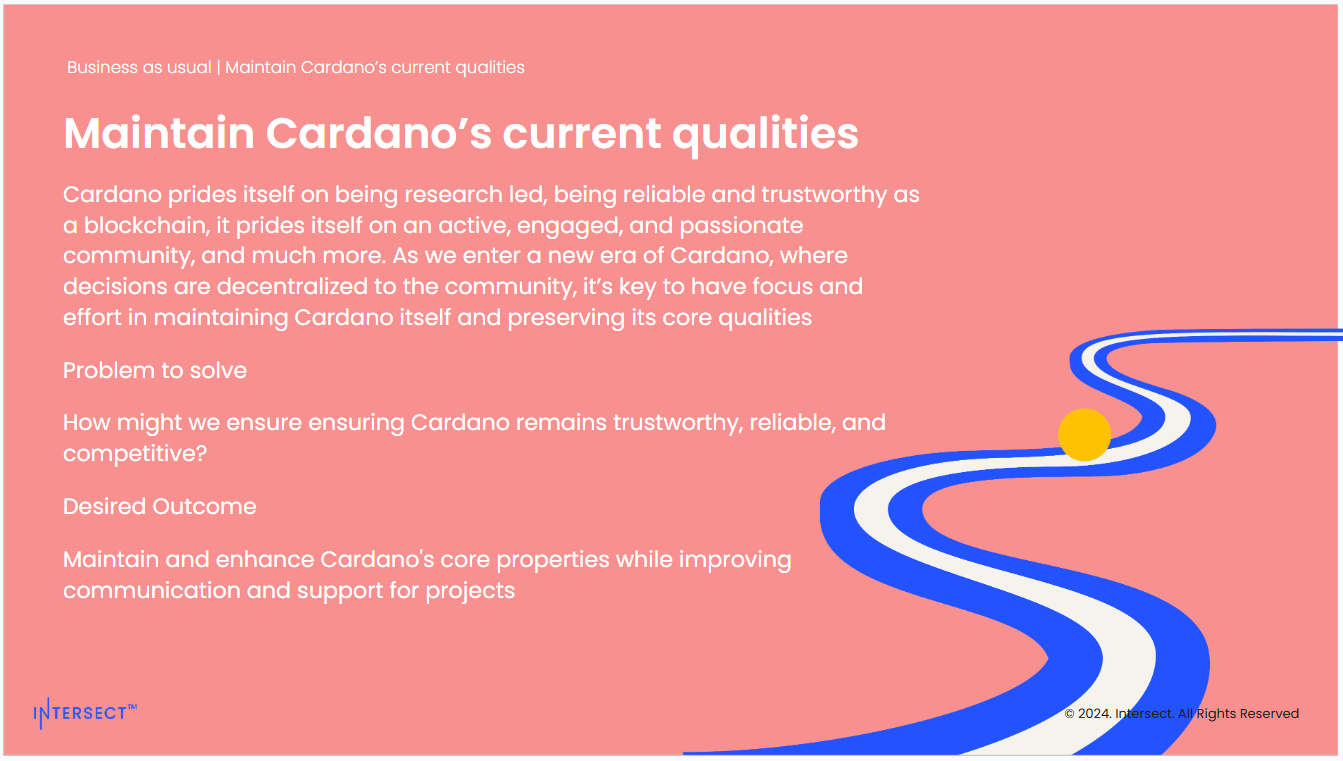 Business as usual | Maintain Cardano's current qualities
Maintain Cardano’s current qualities
Cardano prides itself on being research led, being reliable and trustworthy as
a blockchain, it prides itself on an active, engaged, and passionate
community, and much more. As we enter a new era of Cardano, where
decisions are decentralized to the community, it’s key to have focus and
effort in maintaining Cardano itself and preserving its core qualities
Problem to solve
How might we ensure ensuring Cardano remains trustworthy, reliable, and
competitive?
Desired Outcome
Maintain and enhance Cardano's core properties while improving
communication and support for projects
INTERSECT™
© 2024. Intersect. All Rights Reserved